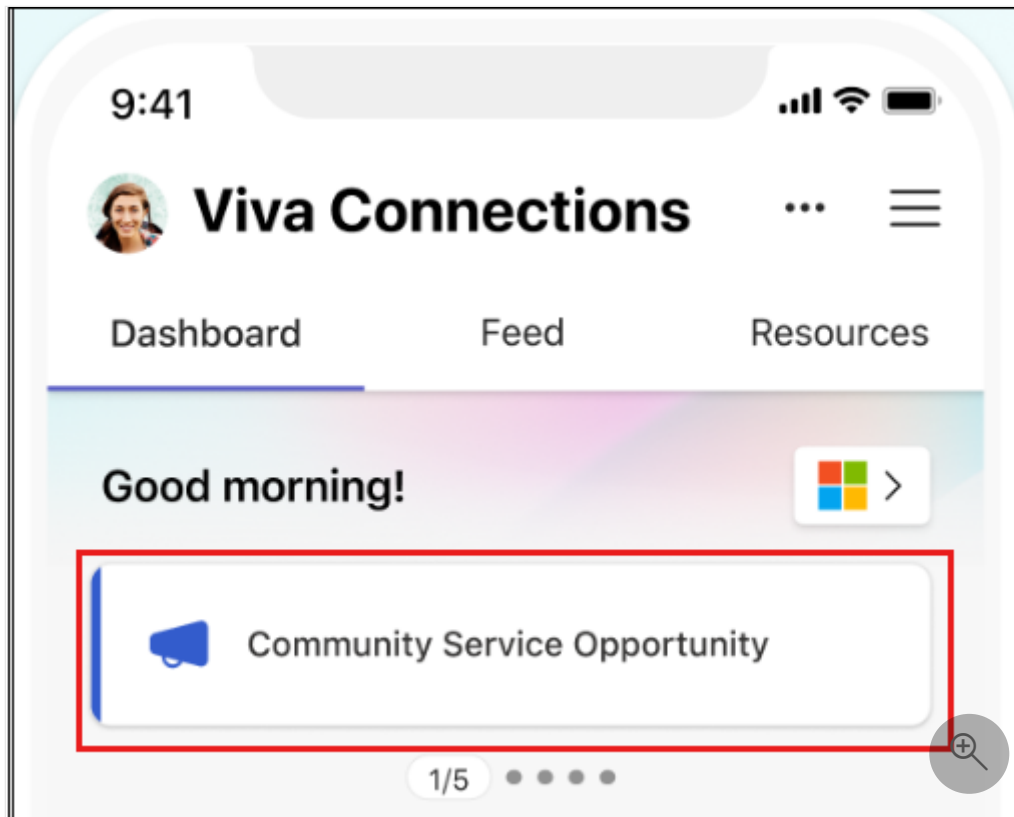 9:41
Viva Connections
Dashboard Feed Resources
Good morning!
Community Service Opportunity
1/5